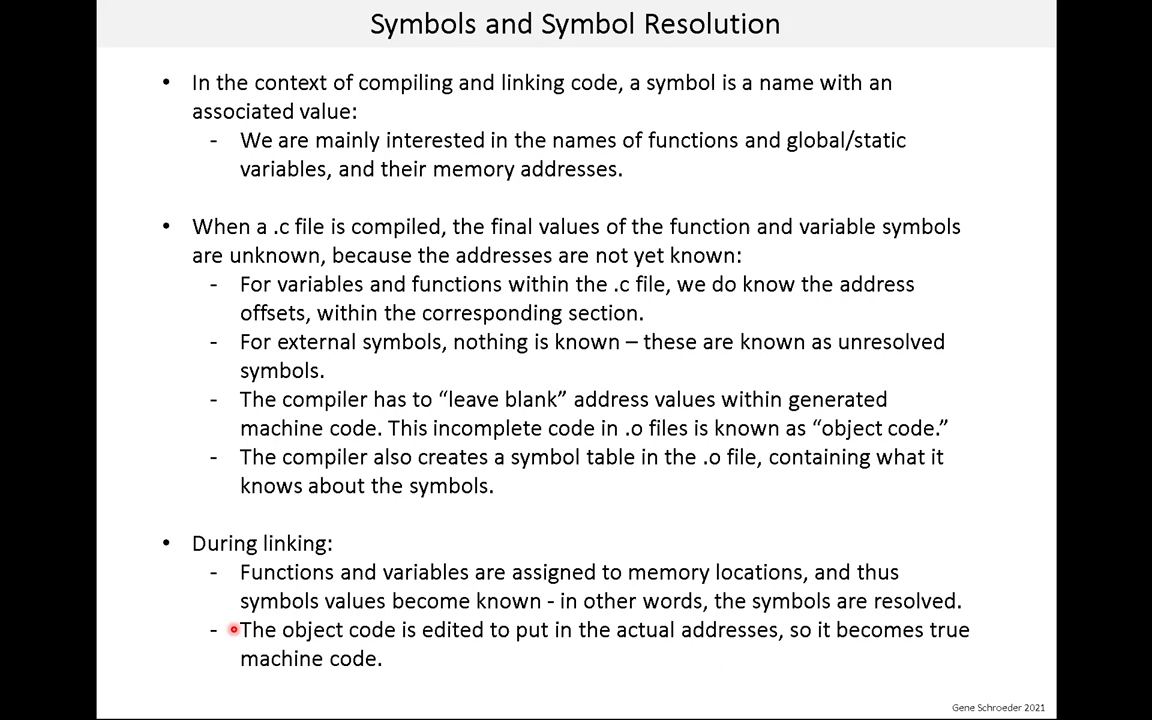 Symbols and Symbol Resolution
• In the context of compiling and linking code, a symbol is a name with an
associated value:
- We are mainly interested in the names of functions and global/static
variables, and their memory addresses.
• When a .c file is compiled, the final values of the function and variable symbols
are unknown, because the addresses are not yet known:
- For variables and functions within the .c file, we do know the address
offsets, within the corresponding section.
- For external symbols, nothing is known – these are known as unresolved
symbols.
- The compiler has to “leave blank” address values within generated
machine code. This incomplete code in .o files is known as “object code.”
- The compiler also creates a symbol table in the .o file, containing what it
knows about the symbols.
• During linking:
- Functions and variables are assigned to memory locations, and thus
symbols values become known - in other words, the symbols are resolved.
- The object code is edited to put in the actual addresses, so it becomes true
machine code.
Gene Schroeder 2021